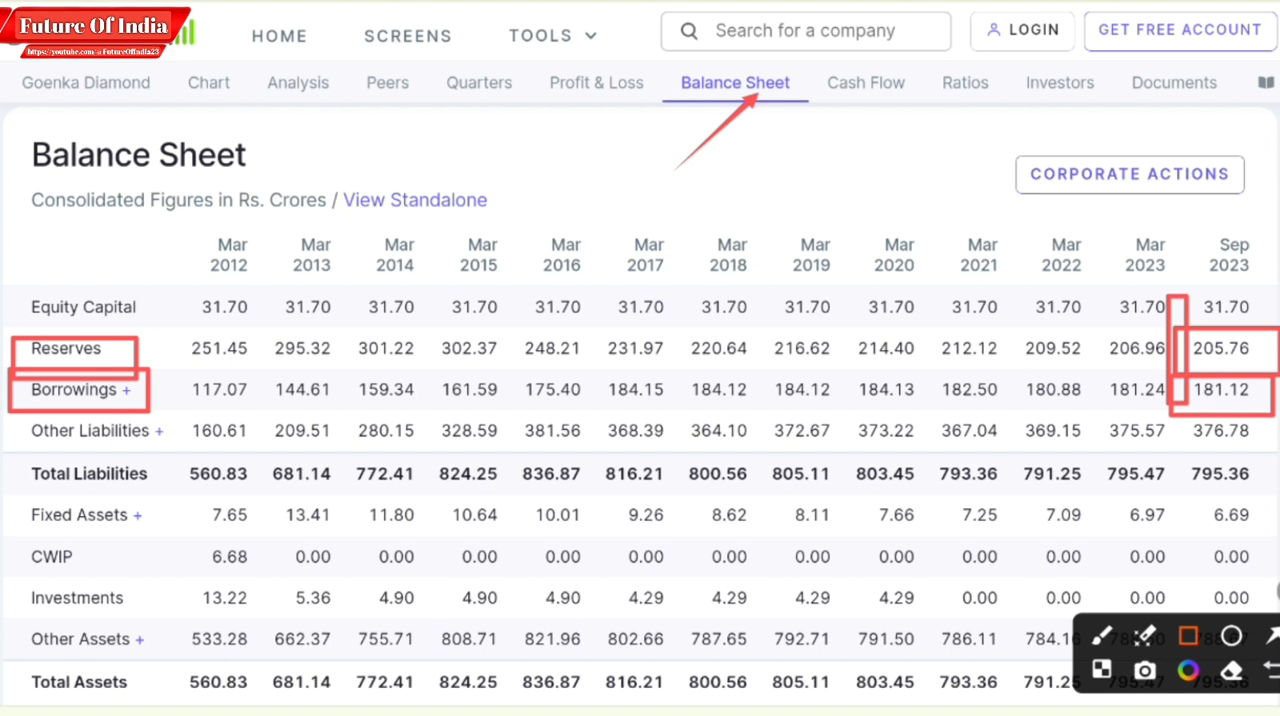 Future Of India
https://youtube.com/@FutureOfIndia23
HOME SCREENS TOOLS Search for a company LOGIN GET FREE ACCOUNT
Goenka Diamond Chart Analysis Peers Quarters Profit & Loss Balance Sheet Cash Flow Ratios Investors Documents
Balance Sheet
CORPORATE ACTIONS
Consolidated Figures in Rs. Crores / View Standalone
Mar Mar Mar Mar Mar Mar Mar Mar Mar Mar Mar Mar Sep
2012 2013 2014 2015 2016 2017 2018 2019 2020 2021 2022 2023 2023
Equity Capital 31.70 31.70 31.70 31.70 31.70 31.70 31.70 31.70 31.70 31.70 31.70 31.70 31.70
Reserves 251.45 295.32 301.22 302.37 248.21 231.97 220.64 216.62 214.40 212.12 209.52 206.96 205.76
Borrowings + 117.07 144.61 159.34 161.59 175.40 184.15 184.12 184.12 184.13 182.50 180.88 181.24 181.12
Other Liabilities + 160.61 209.51 280.15 328.59 381.56 368.39 364.10 372.67 373.22 367.04 369.15 375.57 376.78
Total Liabilities 560.83 681.14 772.41 824.25 836.87 816.21 800.56 805.11 803.45 793.36 791.25 795.47 795.36
Fixed Assets + 7.65 13.41 11.80 10.64 10.01 9.26 8.62 8.11 7.66 7.25 7.09 6.97 6.69
CWIP 6.68 0.00 0.00 0.00 0.00 0.00 0.00 0.00 0.00 0.00 0.00 0.00 0.00
Investments 13.22 5.36 4.90 4.90 4.90 4.29 4.29 4.29 4.29 0.00 0.00 0.00 0.00
Other Assets + 533.28 662.37 755.71 808.71 821.96 802.66 787.65 792.71 791.50 786.11 784.16
Total Assets 560.83 681.14 772.41 824.25 836.87 816.21 800.56 805.11 803.45 793.36 791.25 795.47 795.36